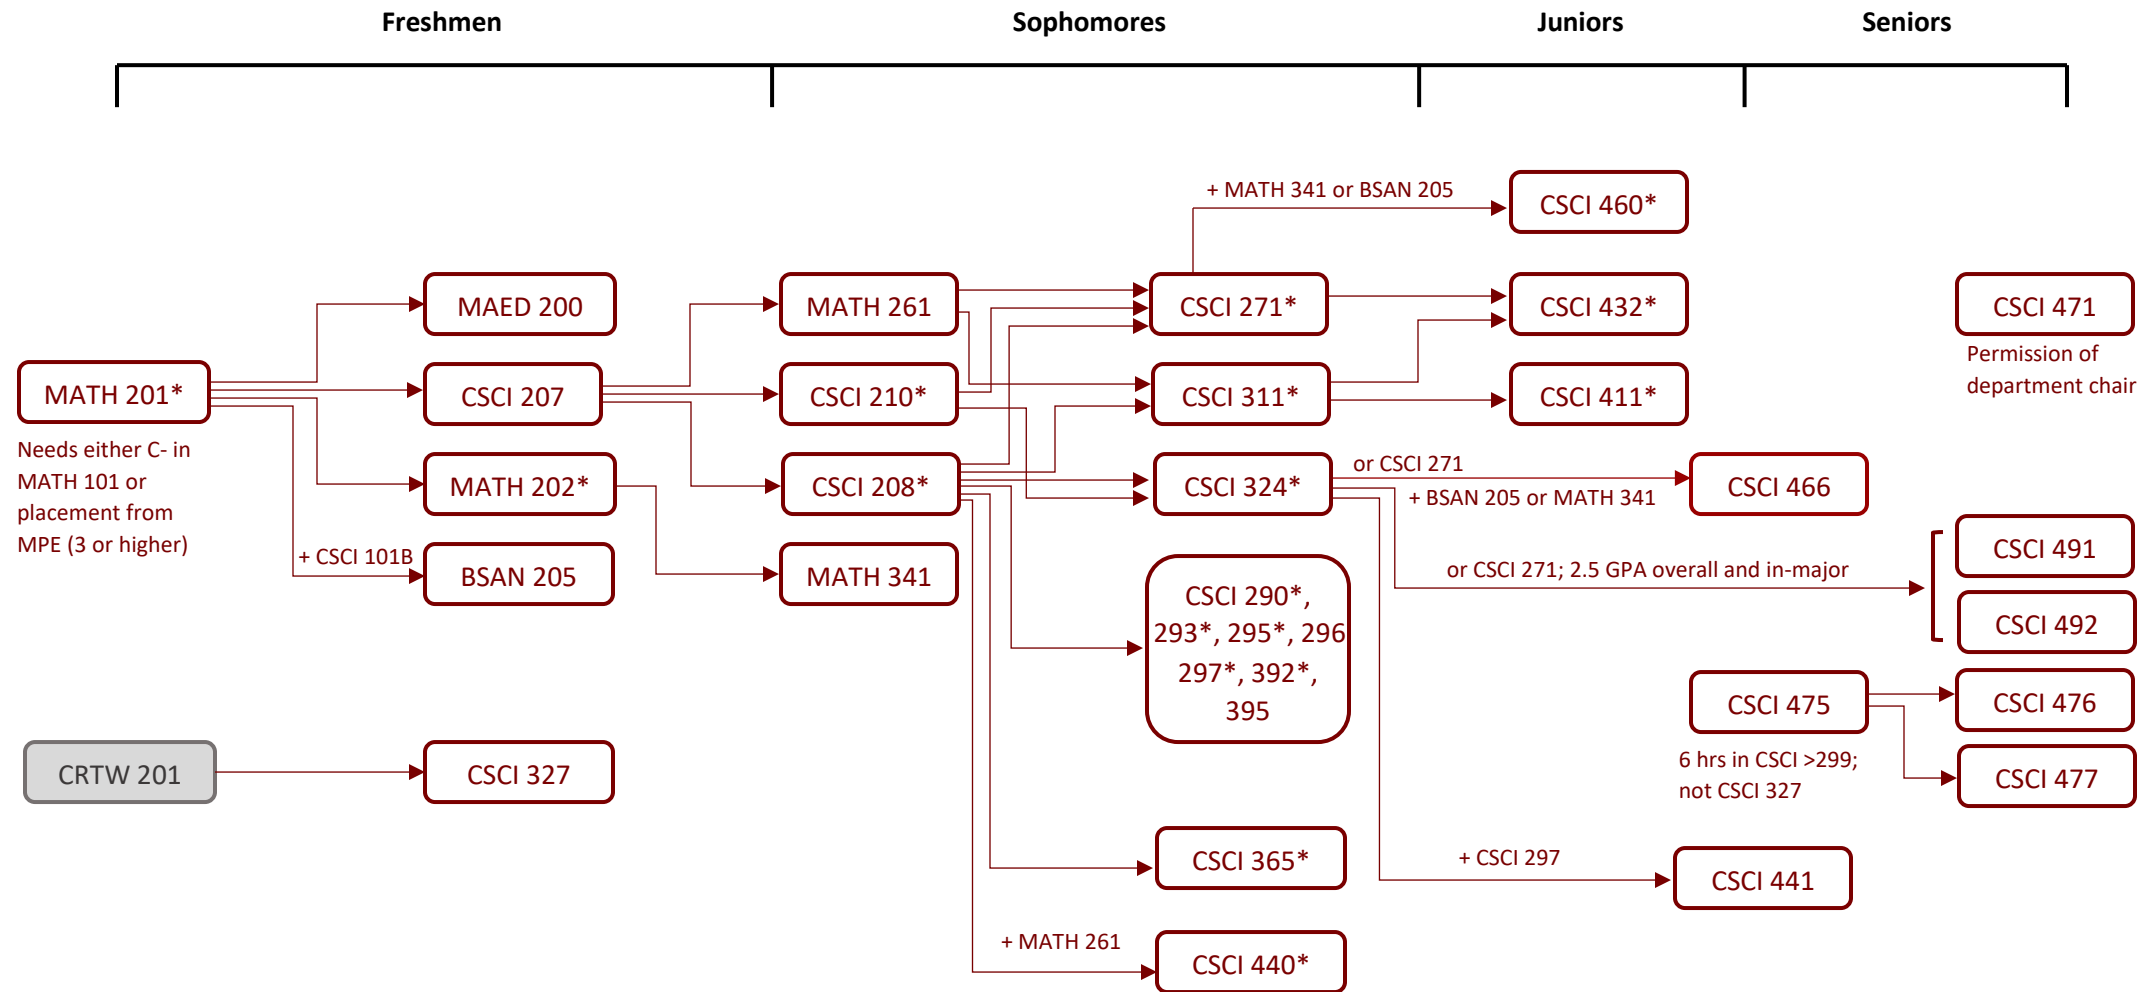 Freshmen
Sophomores
Juniors
Seniors
+ MATH 341 or BSAN 205
CSCI 460*
MAED 200
MATH 261
CSCI 271*
CSCI 432*
CSCI 471
Permission of
department chair
MATH 201*
Needs either C- in
MATH 101 or
placement from
MPE (3 or higher)
CSCI 207
CSCI 210*
CSCI 311*
CSCI 411*
MATH 202*
CSCI 208*
CSCI 324*
or CSCI 271
+ BSAN 205 or MATH 341
CSCI 466
+ CSCI 101B
BSAN 205
MATH 341
or CSCI 271; 2.5 GPA overall and in-major
CSCI 491
CSCI 492
CSCI 290*,
293*, 295*, 296
297*, 392*,
395
CSCI 475
6 hrs in CSCI >299;
not CSCI 327
CSCI 476
CSCI 477
CRTW 201
CSCI 327
CSCI 365*
+ CSCI 297
CSCI 441
+ MATH 261
CSCI 440*